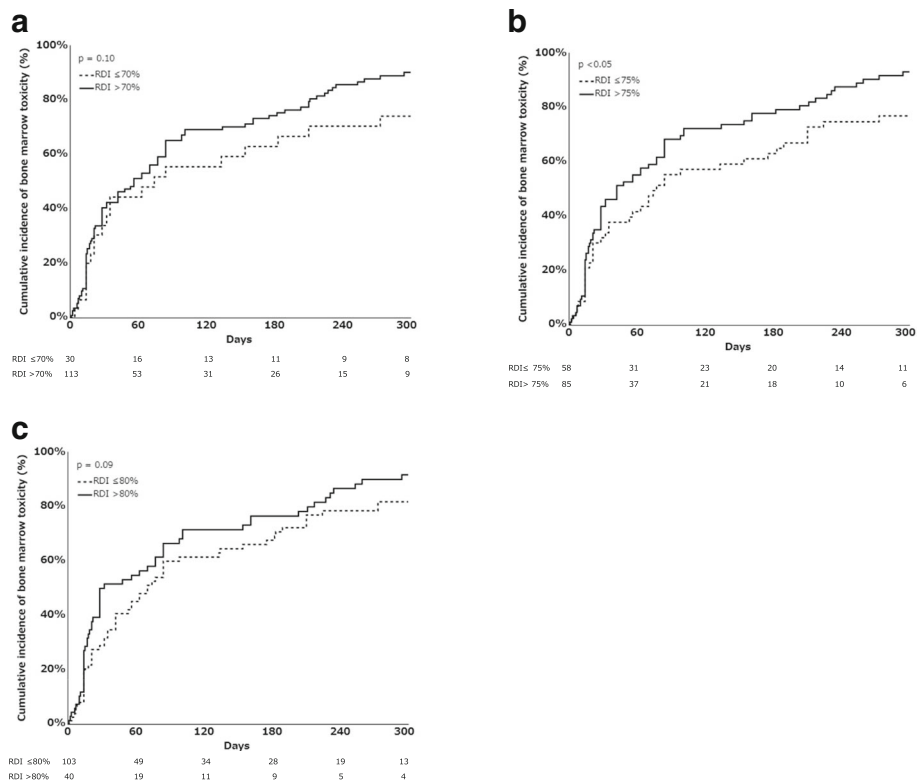 a
100%
80%
60%
40%
20%
0%
Cumulative incidence of bone marrow toxicity (%)
p = 0.10
RDI ≤70%
RDI >70%
0 60 120 180 240 300
Days
RDI ≤70% 30 16 13 11 9 8
RDI >70% 113 53 31 26 15 9
b
100%
80%
60%
40%
20%
0%
Cumulative incidence of bone marrow toxicity (%)
p <0.05
RDI ≤75%
RDI >75%
0 60 120 180 240 300
Days
RDI≤ 75% 58 31 23 20 14 11
RDI> 75% 85 37 21 18 10 6
c
100%
80%
60%
40%
20%
0%
Cumulative incidence of bone marrow toxicity (%)
p = 0.09
RDI ≤80%
RDI >80%
0 60 120 180 240 300
Days
RDI ≤80% 103 49 34 28 19 13
RDI >80% 40 19 11 9 5 4